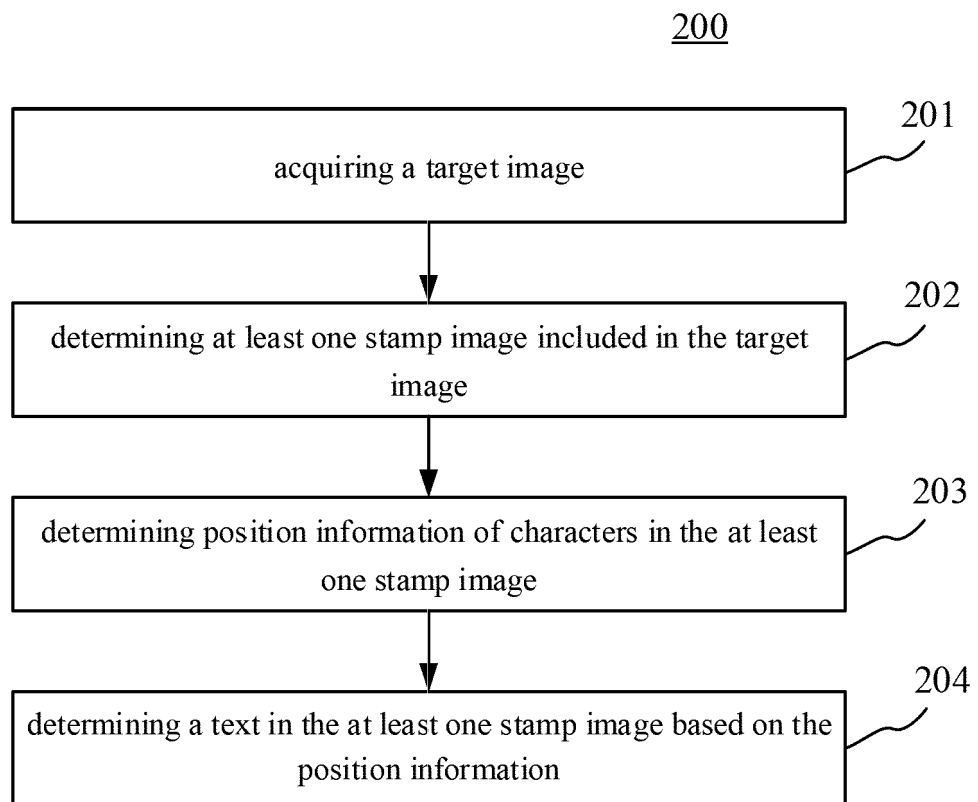 200
201
acquiring a target image
202
determining at least one stamp image included in the target
image
203
determining position information of characters in the at least
one stamp image
204
determining a text in the at least one stamp image based on the
position information